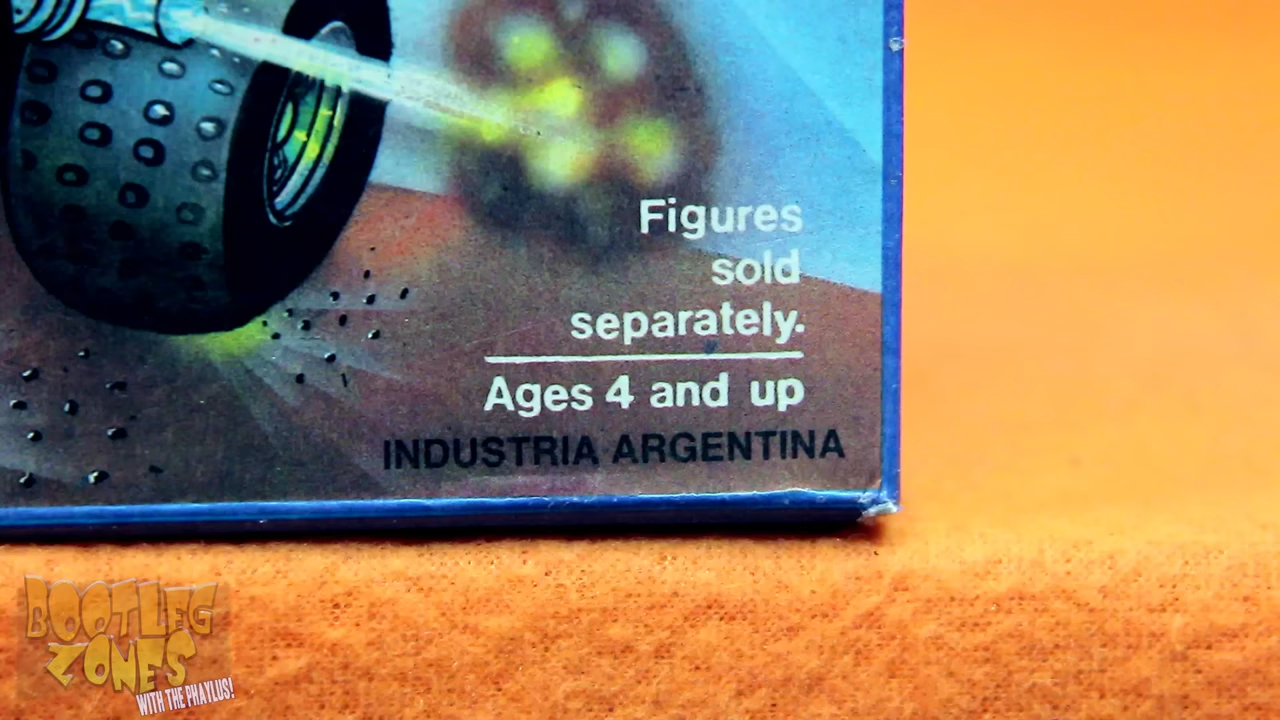 Figures
sold
separately.
Ages 4 and up
INDUSTRIA ARGENTINA
BOOTLEG
ZONES
WITH THE PHAYLUS!